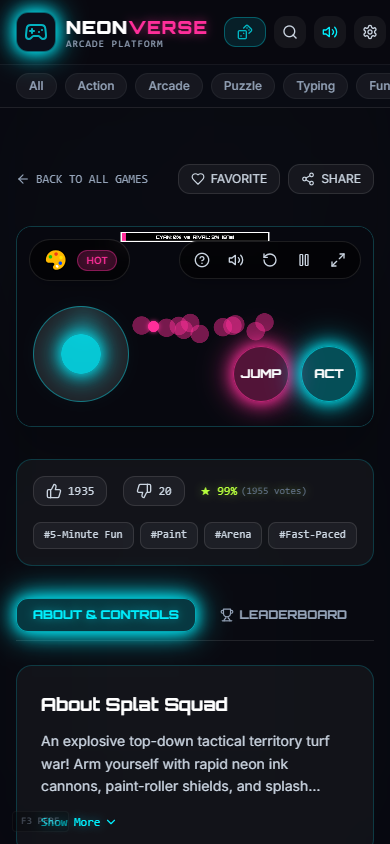 NEONVERSE
ARCADE PLATFORM
All Action Arcade Puzzle Typing Fun
BACK TO ALL GAMES FAVORITE SHARE
HOT
JUMP ACT
1935 20 99% (1955 votes)
#5-Minute Fun #Paint #Arena #Fast-Paced
ABOUT & CONTROLS LEADERBOARD
About Splat Squad
An explosive top-down tactical territory turf
war! Arm yourself with rapid neon ink
cannons, paint-roller shields, and splash...
Show More